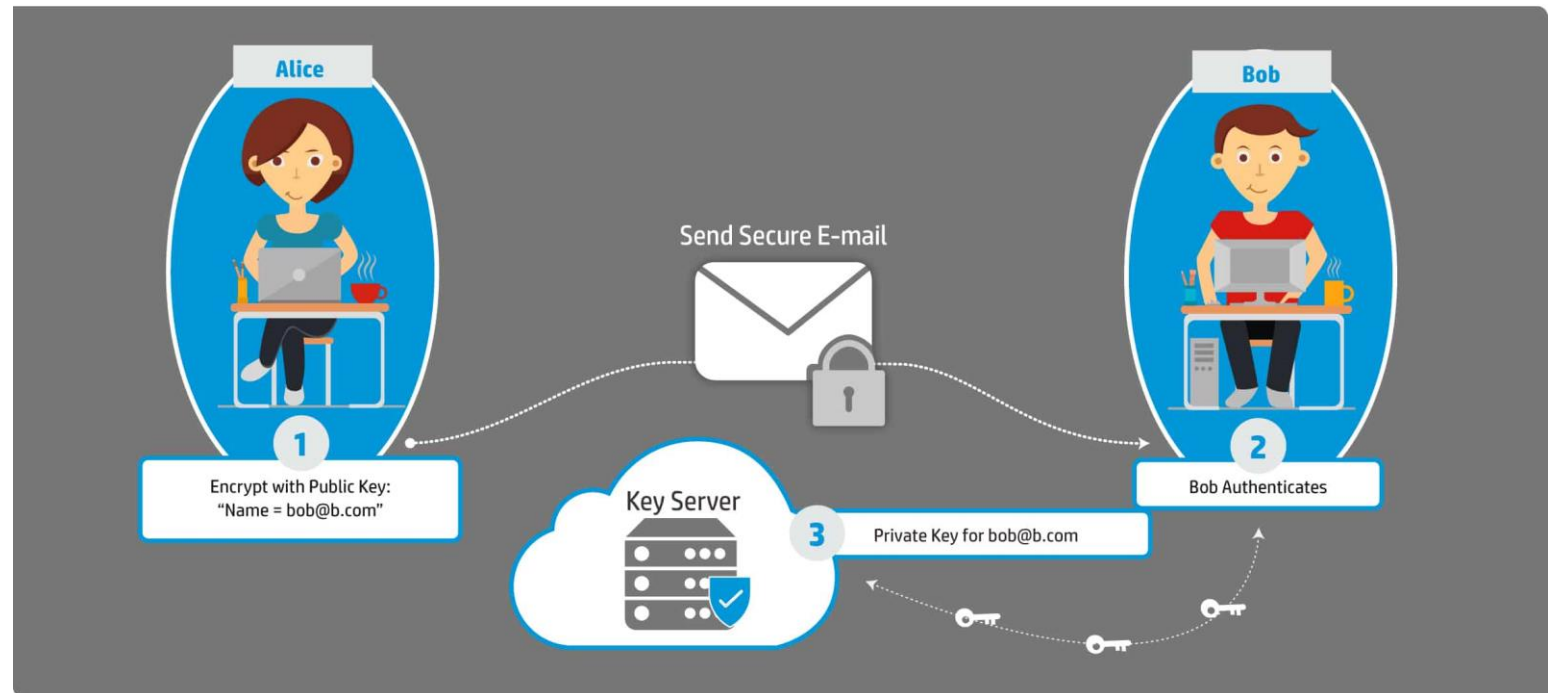 Alice
Bob
Send Secure E-mail
1
Encrypt with Public Key:
“Name = bob@b.com”
2
Bob Authenticates
Key Server
3
Private Key for bob@b.com